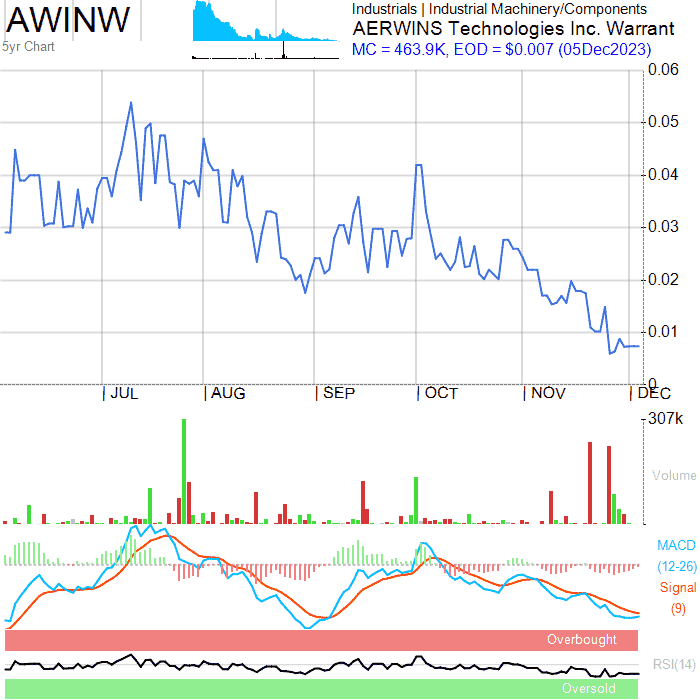 AWINW
5yr Chart
Industrials | Industrial Machinery/Components
AERWINS Technologies Inc. Warrant
MC = 463.9K, EOD = $0.007 (05Dec2023)
0.06
0.05
0.04
0.03
0.02
0.01
0
| JUL | AUG | SEP | OCT | NOV | DEC
307k
Volume
MACD
(12-26)
Signal
(9)
Overbought
RSI(14)
Oversold